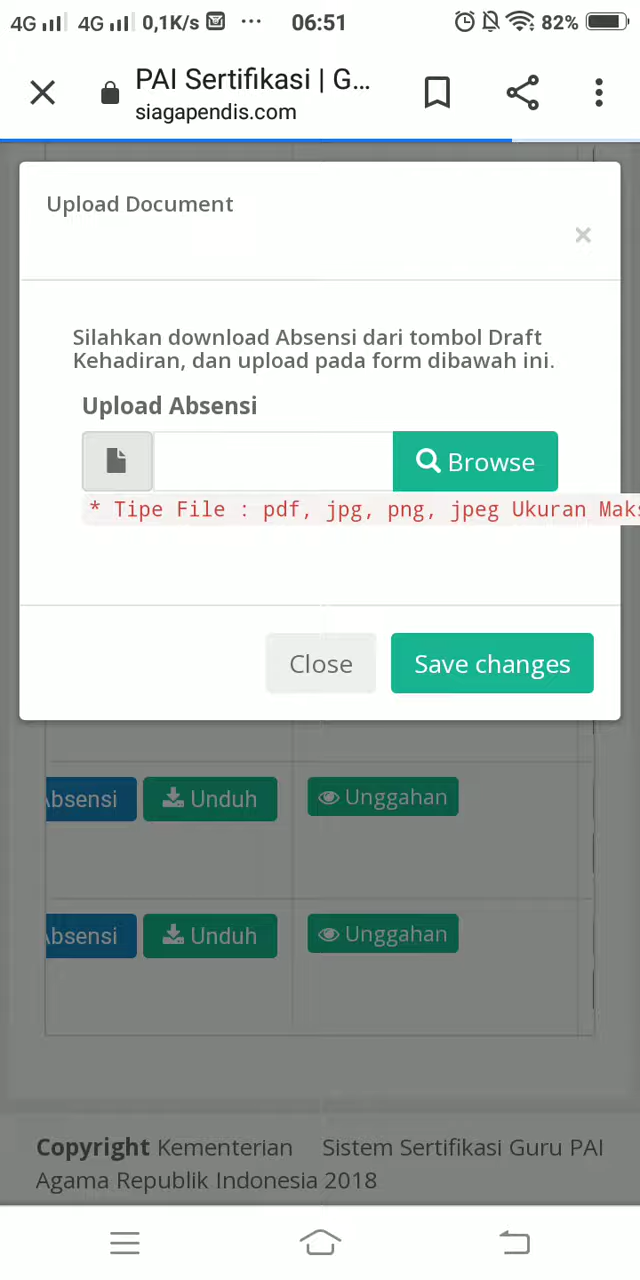 4G 4G 0,1K/s ··· 06:51 82%
PAI Sertifikasi | G...
siagapendis.com
Upload Document
×
Silahkan download Absensi dari tombol Draft
Kehadiran, dan upload pada form dibawah ini.
Upload Absensi
Browse
* Tipe File : pdf, jpg, png, jpeg Ukuran Maks
Close Save changes
Absensi Unduh Unggahan
Absensi Unduh Unggahan
Copyright Kementerian Sistem Sertifikasi Guru PAI
Agama Republik Indonesia 2018